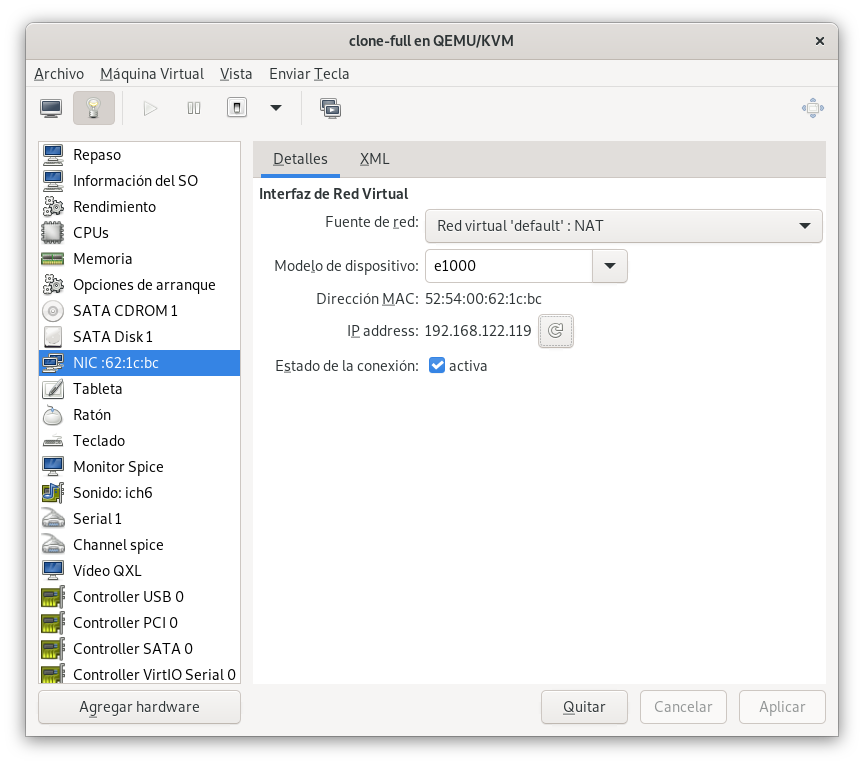 clone-full en QEMU/KVM
Archivo Máquina Virtual Vista Enviar Tecla
Repaso
Información del SO
Rendimiento
CPUs
Memoria
Opciones de arranque
SATA CDROM 1
SATA Disk 1
NIC :62:1c:bc
Tableta
Ratón
Teclado
Monitor Spice
Sonido: ich6
Serial 1
Channel spice
Vídeo QXL
Controller USB 0
Controller PCI 0
Controller SATA 0
Controller VirtIO Serial 0
Agregar hardware
Detalles XML
Interfaz de Red Virtual
Fuente de red: Red virtual 'default' : NAT
Modelo de dispositivo: e1000
Dirección MAC: 52:54:00:62:1c:bc
IP address: 192.168.122.119
Estado de la conexión: activa
Quitar Cancelar Aplicar